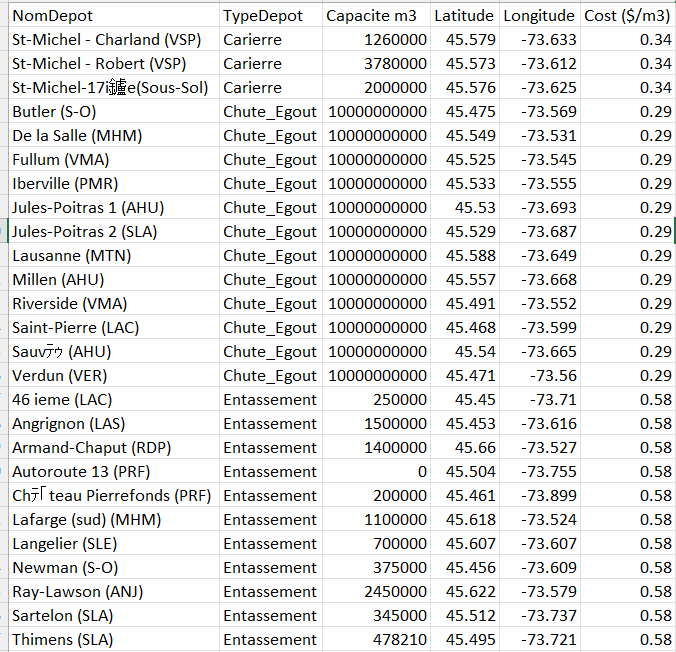 NomDepot TypeDepot Capacite m3 Latitude Longitude Cost ($/m3)
St-Michel - Charland (VSP) Carierre 1260000 45.579 -73.633 0.34
St-Michel - Robert (VSP) Carierre 3780000 45.573 -73.612 0.34
St-Michel-17 (Sous-Sol) Carierre 2000000 45.576 -73.625 0.34
Butler (S-O) Chute_Egout 10000000000 45.475 -73.569 0.29
De la Salle (MHM) Chute_Egout 10000000000 45.549 -73.531 0.29
Fullum (VMA) Chute_Egout 10000000000 45.525 -73.545 0.29
Iberville (PMR) Chute_Egout 10000000000 45.533 -73.555 0.29
Jules-Poitras 1 (AHU) Chute_Egout 10000000000 45.53 -73.693 0.29
Jules-Poitras 2 (SLA) Chute_Egout 10000000000 45.529 -73.687 0.29
Lausanne (MTN) Chute_Egout 10000000000 45.588 -73.649 0.29
Millen (AHU) Chute_Egout 10000000000 45.557 -73.668 0.29
Riverside (VMA) Chute_Egout 10000000000 45.491 -73.552 0.29
Saint-Pierre (LAC) Chute_Egout 10000000000 45.468 -73.599 0.29
Sauvﾃｩ (AHU) Chute_Egout 10000000000 45.54 -73.665 0.29
Verdun (VER) Chute_Egout 10000000000 45.471 -73.56 0.29
46 ieme (LAC) Entassement 250000 45.45 -73.71 0.58
Angrignon (LAS) Entassement 1500000 45.453 -73.616 0.58
Armand-Chaput (RDP) Entassement 1400000 45.66 -73.527 0.58
Autoroute 13 (PRF) Entassement 0 45.504 -73.755 0.58
Chﾃ｢teau Pierrefonds (PRF) Entassement 200000 45.461 -73.899 0.58
Lafarge (sud) (MHM) Entassement 1100000 45.618 -73.524 0.58
Langelier (SLE) Entassement 700000 45.607 -73.607 0.58
Newman (S-O) Entassement 375000 45.456 -73.609 0.58
Ray-Lawson (ANJ) Entassement 2450000 45.622 -73.579 0.58
Sartelon (SLA) Entassement 345000 45.512 -73.737 0.58
Thimens (SLA) Entassement 478210 45.495 -73.721 0.58